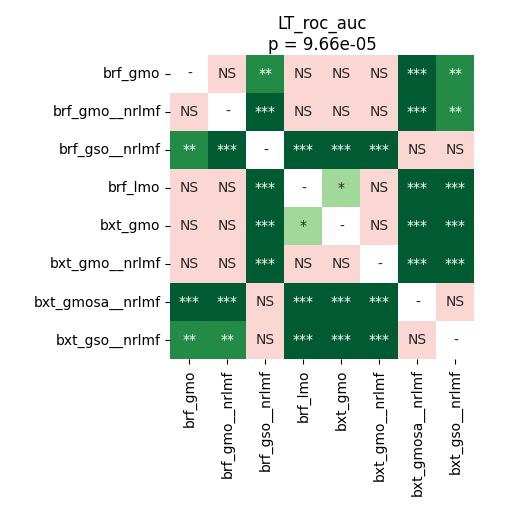 LT_roc_auc
p = 9.66e-05
brf_gmo - NS ** NS NS NS *** **
brf_gmo__nrlmf NS - *** NS NS NS *** **
brf_gso__nrlmf ** *** - *** *** *** NS NS
brf_lmo NS NS *** - * NS *** ***
bxt_gmo NS NS *** * - NS *** ***
bxt_gmo__nrlmf NS NS *** NS NS - *** ***
bxt_gmosa__nrlmf *** *** NS *** *** *** - NS
bxt_gso__nrlmf ** ** NS *** *** *** NS -
brf_gmo
brf_gmo__nrlmf
brf_gso__nrlmf
brf_lmo
bxt_gmo
bxt_gmo__nrlmf
bxt_gmosa__nrlmf
bxt_gso__nrlmf